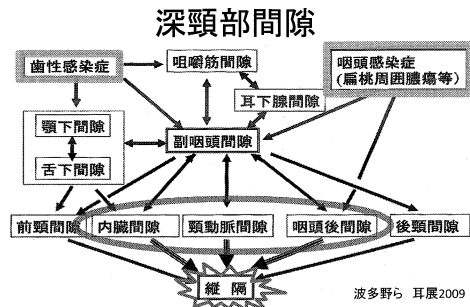 深頸部間隙
歯性感染症
咀嚼筋間隙
咽頭感染症
(扁桃周囲膿瘍等)
耳下腺間隙
顎下間隙
副咽頭間隙
舌下間隙
前頸間隙
内臓間隙
頸動脈間隙
咽頭後間隙
後頸間隙
縦隔
波多野ら 耳展2009